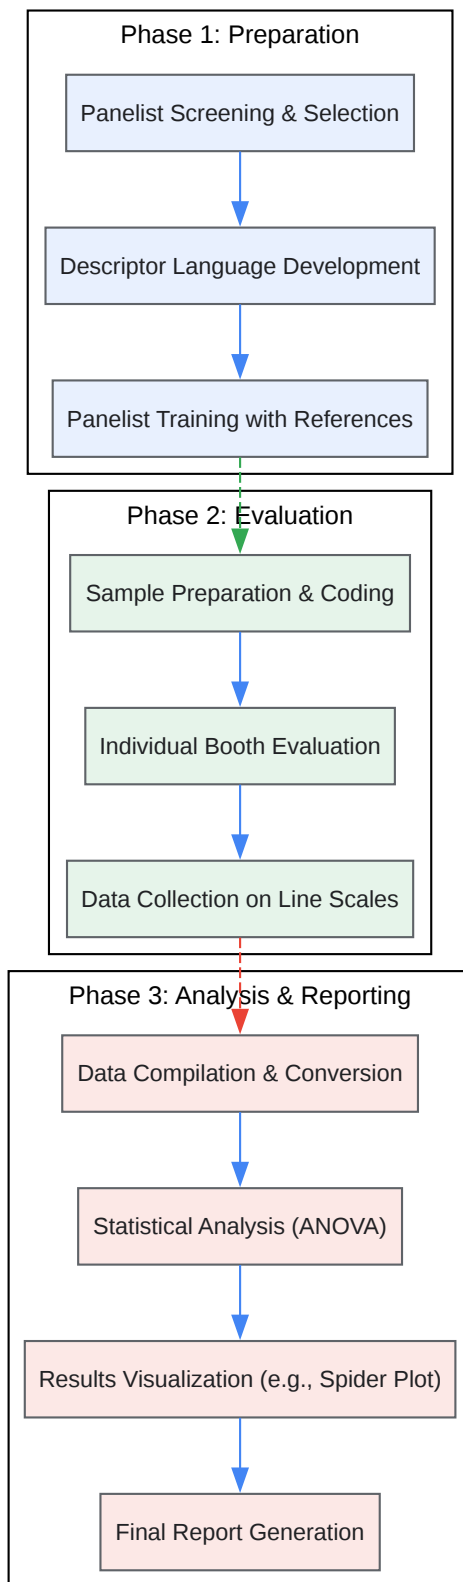 Phase 1: Preparation
Panelist Screening & Selection
Descriptor Language Development
Panelist Training with References
Phase 2: Evaluation
Sample Preparation & Coding
Individual Booth Evaluation
Data Collection on Line Scales
Phase 3: Analysis & Reporting
Data Compilation & Conversion
Statistical Analysis (ANOVA)
Results Visualization (e.g., Spider Plot)
Final Report Generation